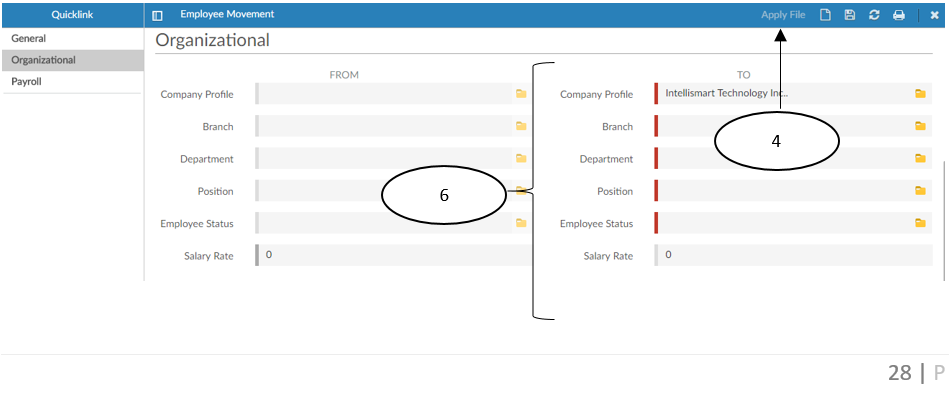 Quicklink
Employee Movement
Apply File
General
Organizational
Payroll
Organizational
FROM
TO
Company Profile
Company Profile Intellismart Technology Inc..
Branch
Branch
4
Department
Department
Position
6
Position
Employee Status
Employee Status
Salary Rate 0
Salary Rate 0
28 | P